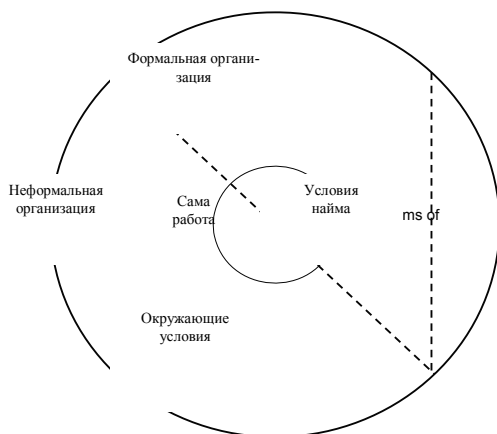 Формальная органи-
зация
Неформальная
организация
Сама
работа
Условия
найма
ms of
Окружающие
условия